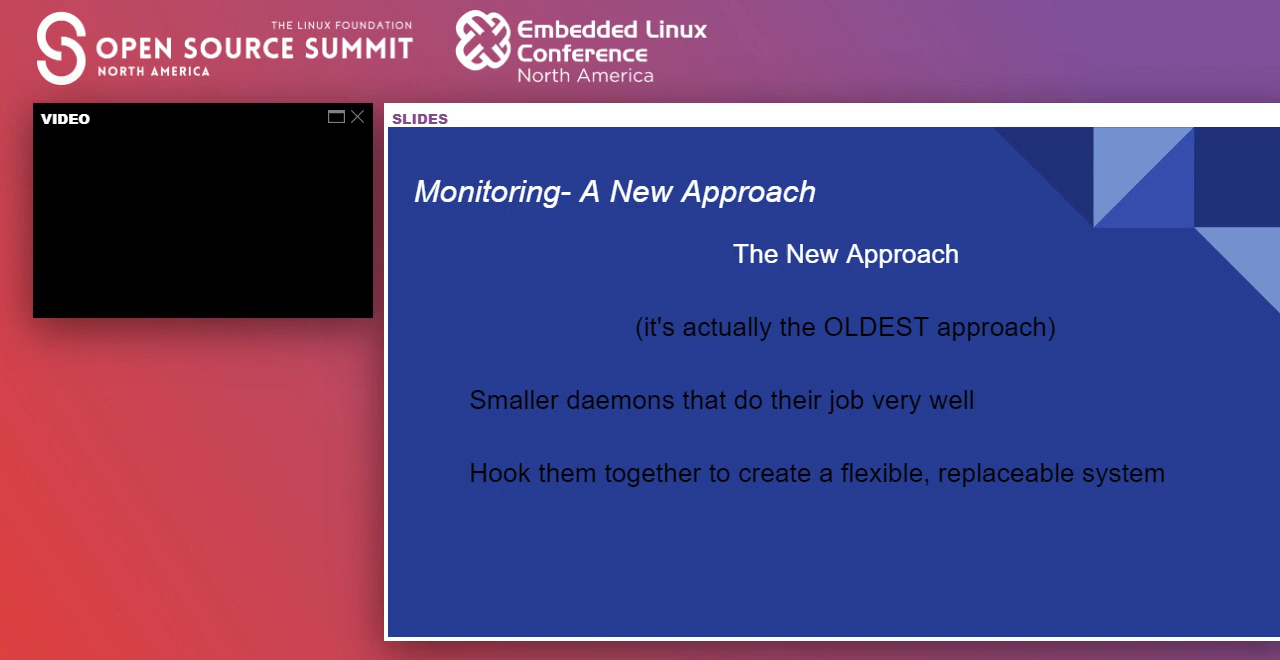 THE LINUX FOUNDATION
OPEN SOURCE SUMMIT
NORTH AMERICA
Embedded Linux
Conference
North America
VIDEO
SLIDES
Monitoring- A New Approach
The New Approach
(it's actually the OLDEST approach)
Smaller daemons that do their job very well
Hook them together to create a flexible, replaceable system